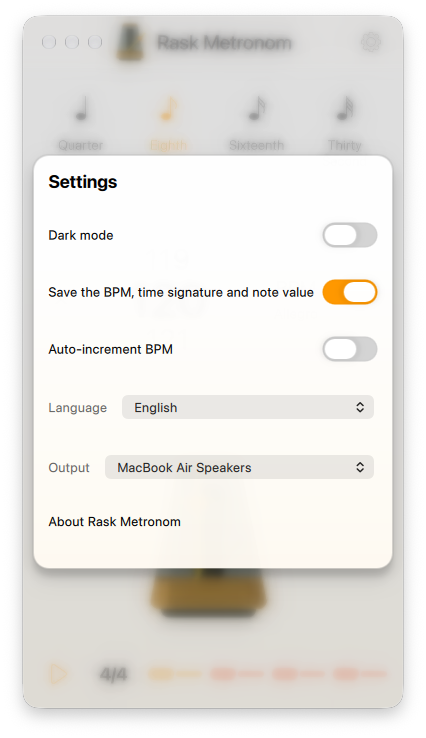 Rask Metronom
Quarter
Eighth
Sixteenth
Thirty
Settings
Dark mode
Save the BPM, time signature and note value
Auto-increment BPM
Language
English
Output
MacBook Air Speakers
About Rask Metronom
4/4